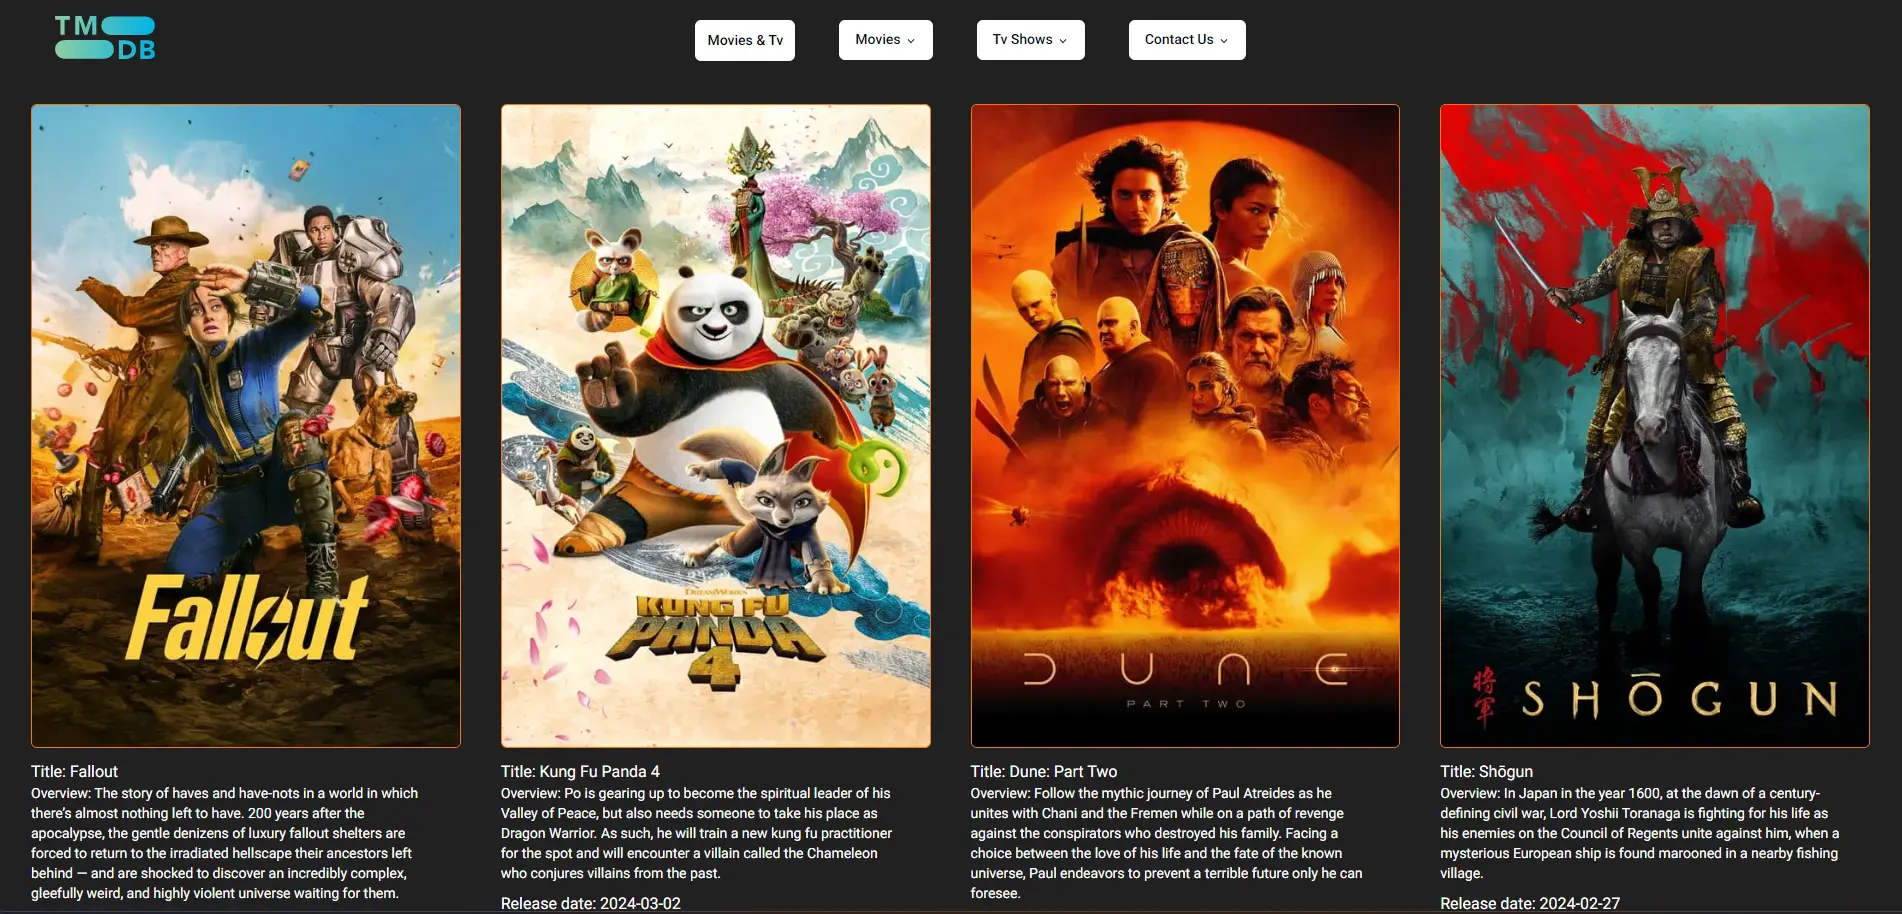 TM
DB
Movies & Tv
Movies
Tv Shows
Contact Us
Fallout
DREAMWORKS
KUNG FU
PANDA
4
DUNE
PART TWO
将軍
SHŌGUN
Title: Fallout
Overview: The story of haves and have-nots in a world in which
there’s almost nothing left to have. 200 years after the
apocalypse, the gentle denizens of luxury fallout shelters are
forced to return to the irradiated hellscape their ancestors left
behind — and are shocked to discover an incredibly complex,
gleefully weird, and highly violent universe waiting for them.
Title: Kung Fu Panda 4
Overview: Po is gearing up to become the spiritual leader of his
Valley of Peace, but also needs someone to take his place as
Dragon Warrior. As such, he will train a new kung fu practitioner
for the spot and will encounter a villain called the Chameleon
who conjures villains from the past.
Release date: 2024-03-02
Title: Dune: Part Two
Overview: Follow the mythic journey of Paul Atreides as he
unites with Chani and the Fremen while on a path of revenge
against the conspirators who destroyed his family. Facing a
choice between the love of his life and the fate of the known
universe, Paul endeavors to prevent a terrible future only he can
foresee.
Title: Shōgun
Overview: In Japan in the year 1600, at the dawn of a century-
defining civil war, Lord Yoshii Toranaga is fighting for his life as
his enemies on the Council of Regents unite against him, when a
mysterious European ship is found marooned in a nearby fishing
village.
Release date: 2024-02-27